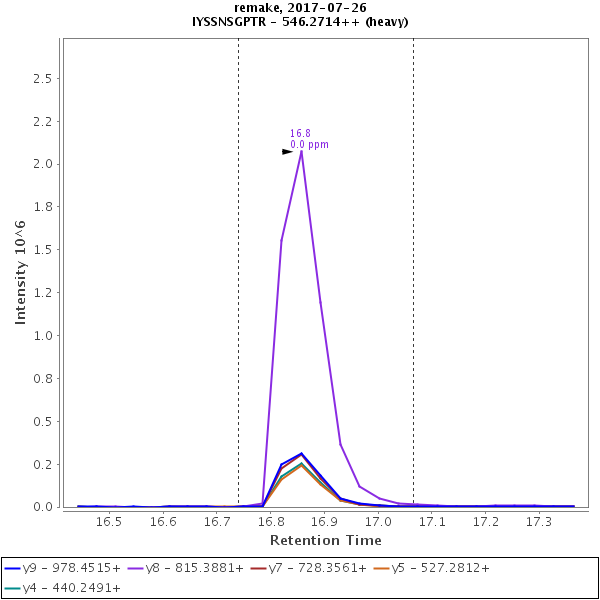 remake, 2017-07-26
IYSSNSGPTR - 546.2714++ (heavy)
16.8
0.0 ppm
Intensity 10^6
2.5
2.2
2.0
1.8
1.5
1.2
1.0
0.8
0.5
0.2
0.0
16.5 16.6 16.7 16.8 16.9 17.0 17.1 17.2 17.3
Retention Time
y9 - 978.4515+ y8 - 815.3881+ y7 - 728.3561+ y5 - 527.2812+
y4 - 440.2491+